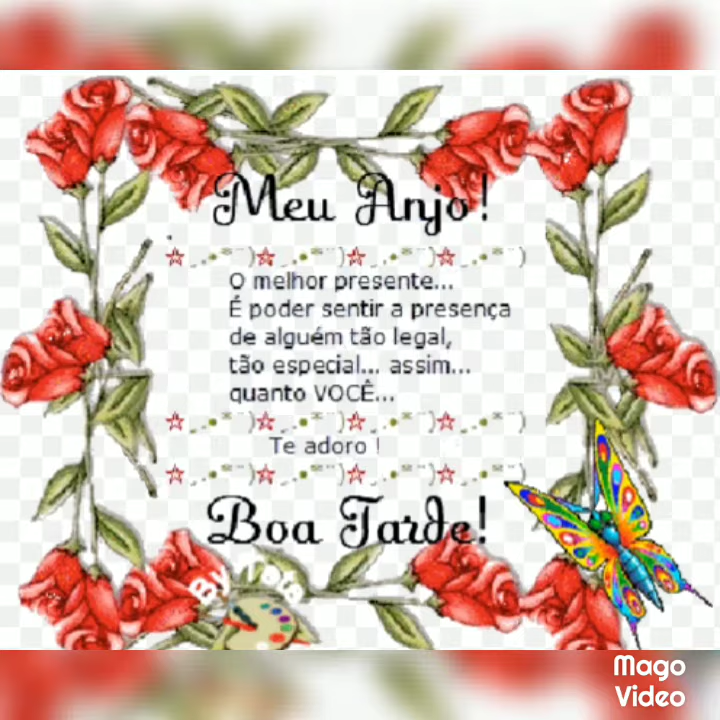 Meu Anjo!
O melhor presente...
É poder sentir a presença
de alguém tão legal,
tão especial... assim...
quanto VOCÊ...
Te adoro !
Boa Tarde!
Mago
Video